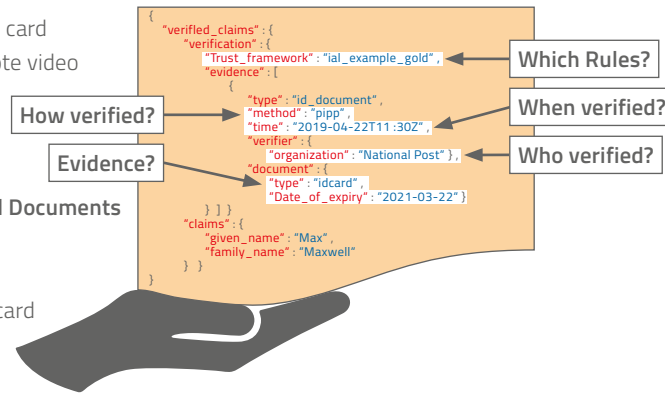 card
ote video
l Documents
card
{
"verifled_claims" : {
"verification" : {
"Trust_framework" : "ial_example_gold" ,
"evidence" : [
{
"type" : "id_document" ,
"method" : "pipp" ,
"time" : "2019-04-22T11 :30Z" ,
"verifier" : {
"organization" : "National Post" } ,
"document" : {
"type" : "idcard" ,
"Date_of_expiry" : "2021-03-22" }
} ] }
"claims" : {
"given_name" : "Max" ,
"family_name" : "Maxwell"
} }
}
How verified?
Evidence?
Which Rules?
When verified?
Who verified?